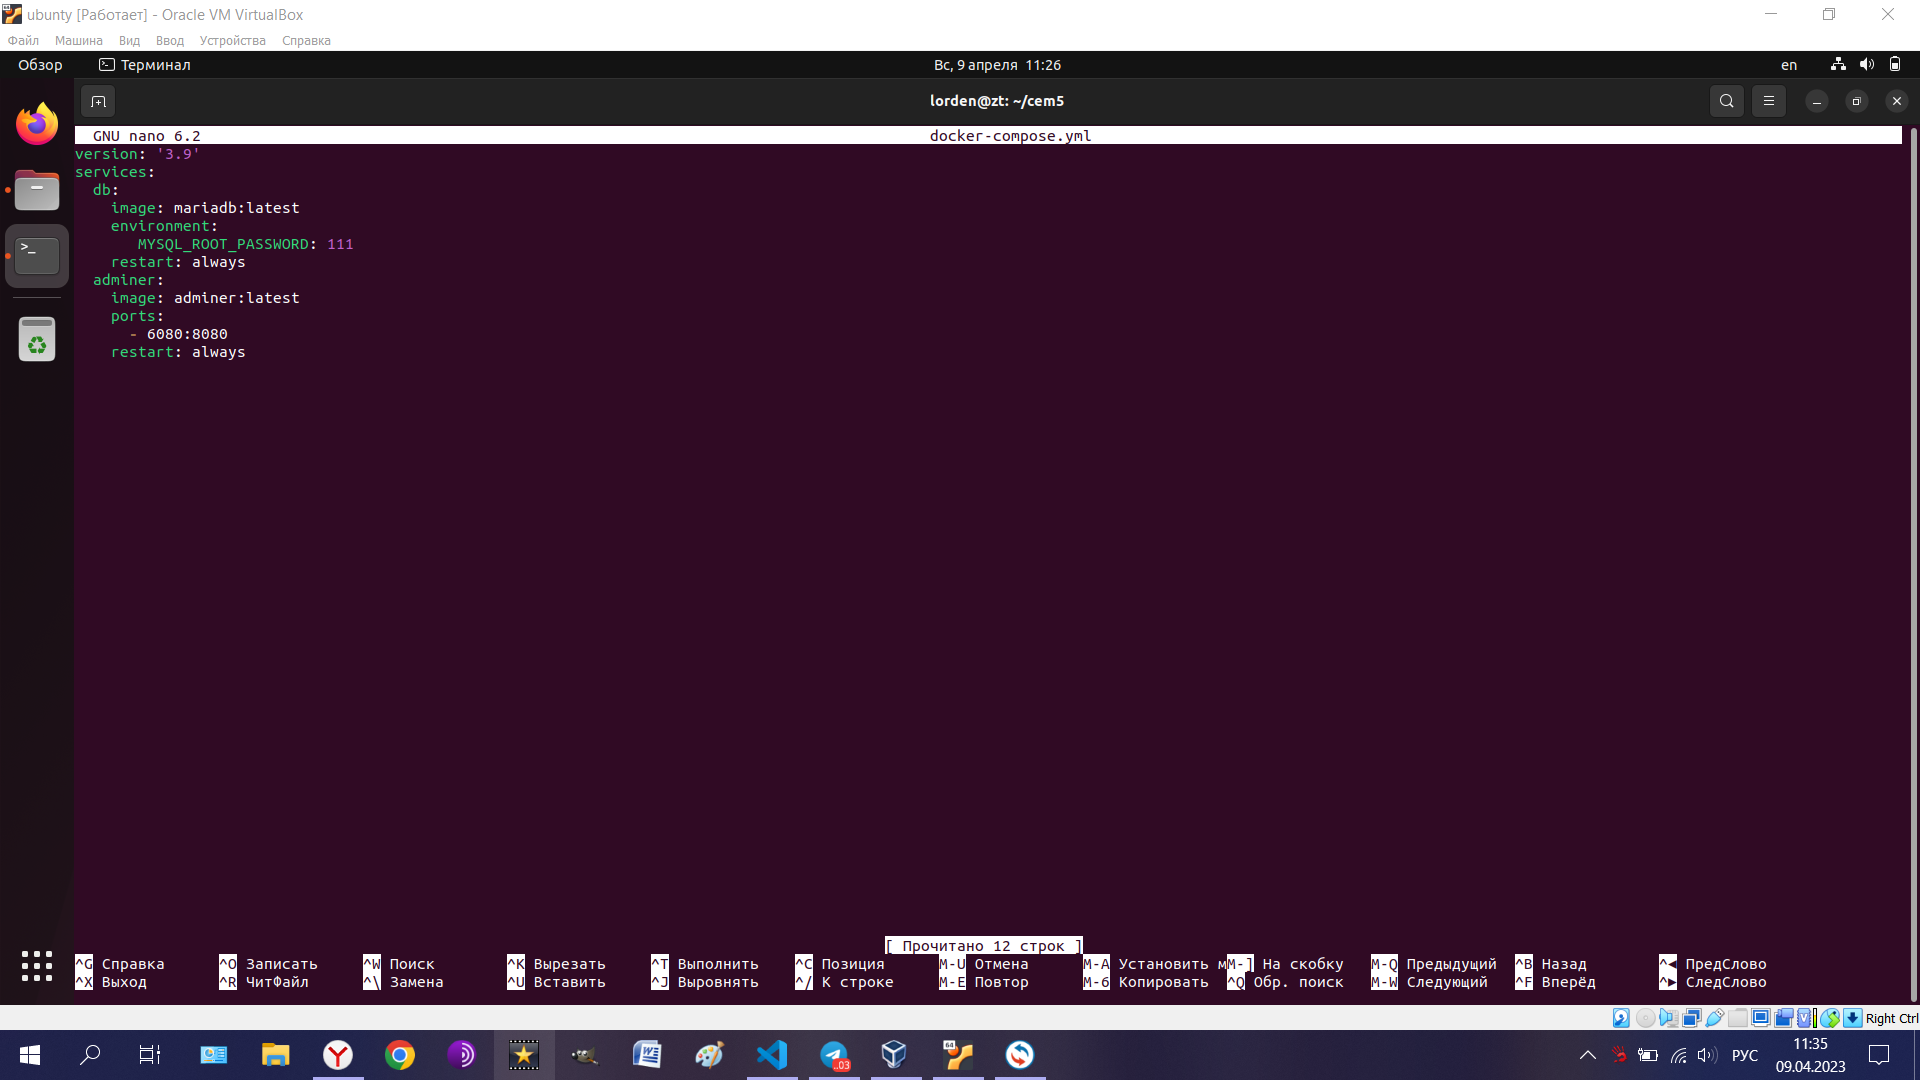 ubunty [Работает] - Oracle VM VirtualBox
Файл Машина Вид Ввод Устройства Справка
Обзор Терминал Вс, 9 апреля 11:26 en
lorden@zt: ~/cem5
GNU nano 6.2 docker-compose.yml
version: '3.9'
services:
  db:
    image: mariadb:latest
    environment:
       MYSQL_ROOT_PASSWORD: 111
    restart: always
  adminer:
    image: adminer:latest
    ports:
      - 6080:8080
    restart: always
[ Прочитано 12 строк ]
^G Справка ^O Записать ^W Поиск ^K Вырезать ^T Выполнить ^C Позиция M-U Отмена M-A Установить мM-] На скобку M-Q Предыдущий ^B Назад ^◄ ПредСлово
^X Выход ^R ЧитФайл ^\ Замена ^U Вставить ^J Выровнять ^/ К строке M-E Повтор M-6 Копировать ^Q Обр. поиск M-W Следующий ^F Вперёд ^► СледСлово
Right Ctrl
РУС 11:35
09.04.2023